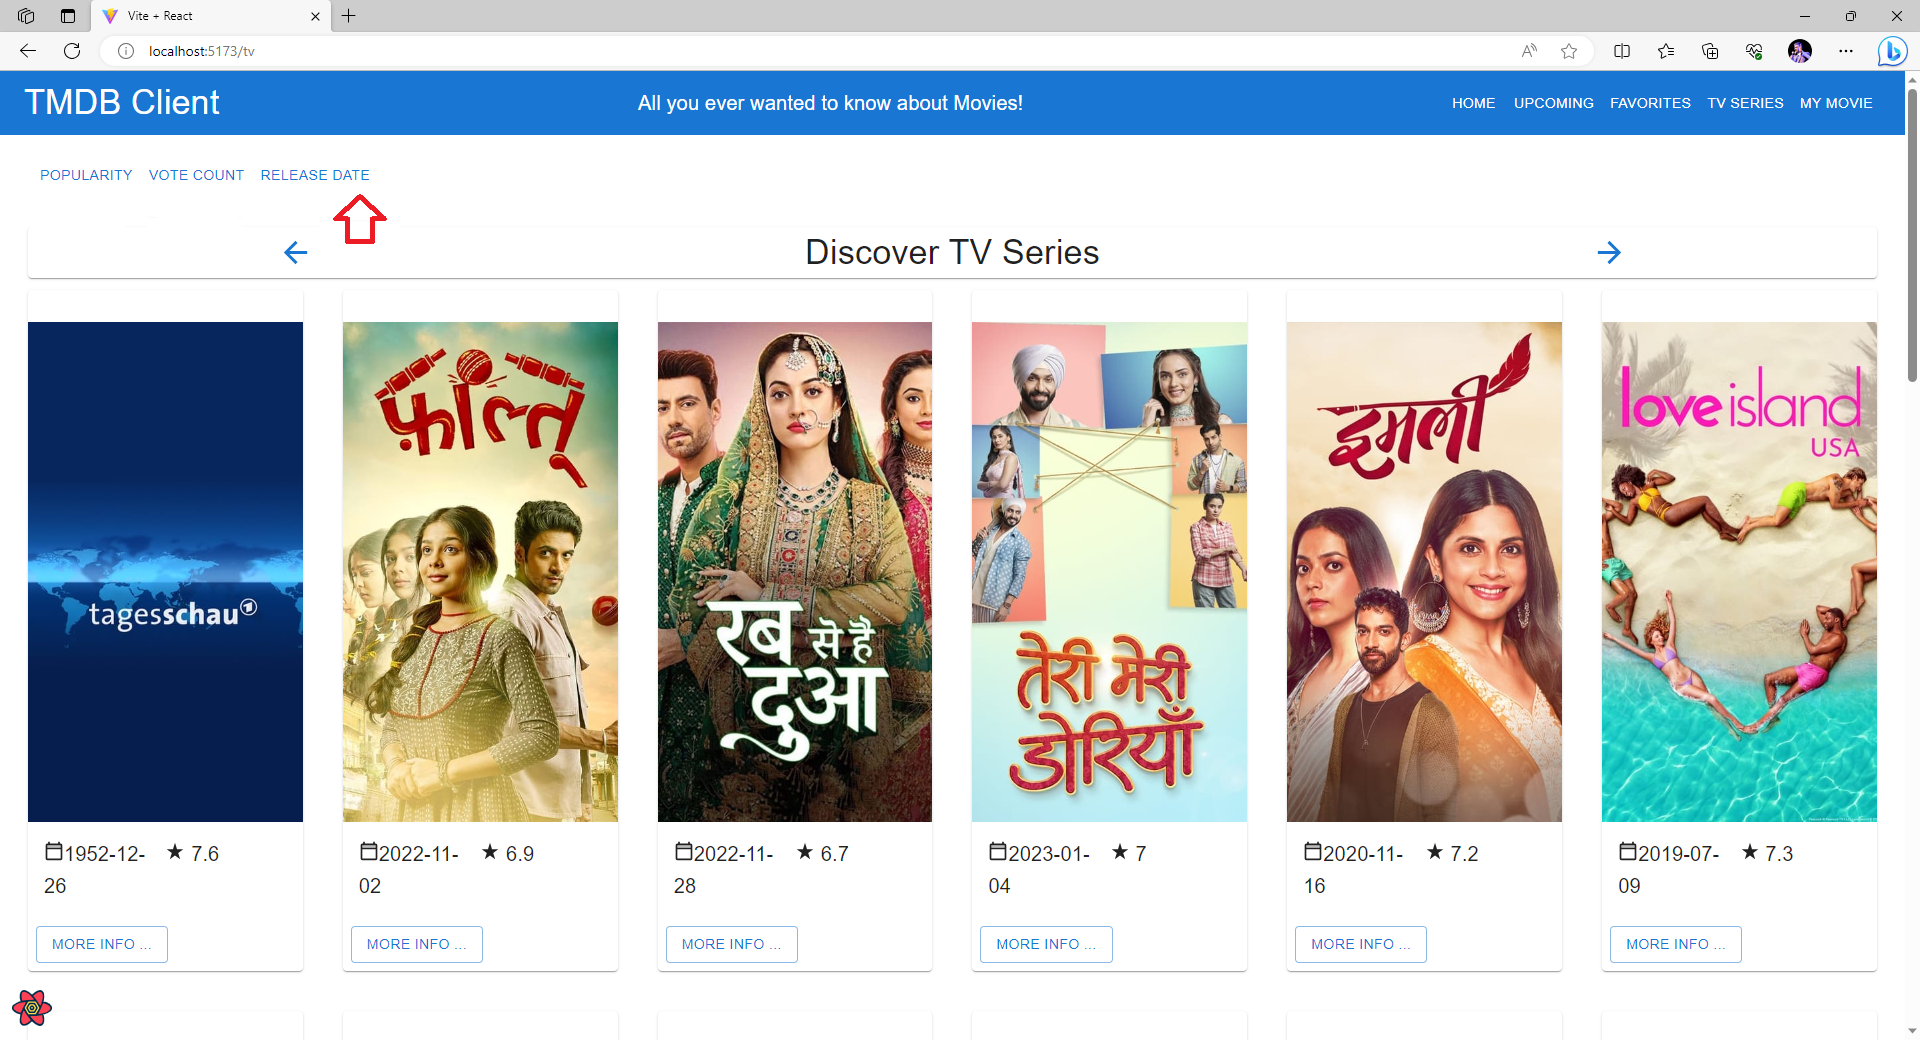 Vite + React
localhost:5173/tv
TMDB Client
All you ever wanted to know about Movies!
HOME UPCOMING FAVORITES TV SERIES MY MOVIE
POPULARITY VOTE COUNT RELEASE DATE
Discover TV Series
tagesschau
फ़ालतू
रब से है
दुआ
तेरी मेरी
डोरियाँ
इमली
love island
USA
1952-12-26 ★ 7.6
2022-11-02 ★ 6.9
2022-11-28 ★ 6.7
2023-01-04 ★ 7
2020-11-16 ★ 7.2
2019-07-09 ★ 7.3
MORE INFO ... MORE INFO ... MORE INFO ... MORE INFO ... MORE INFO ... MORE INFO ...